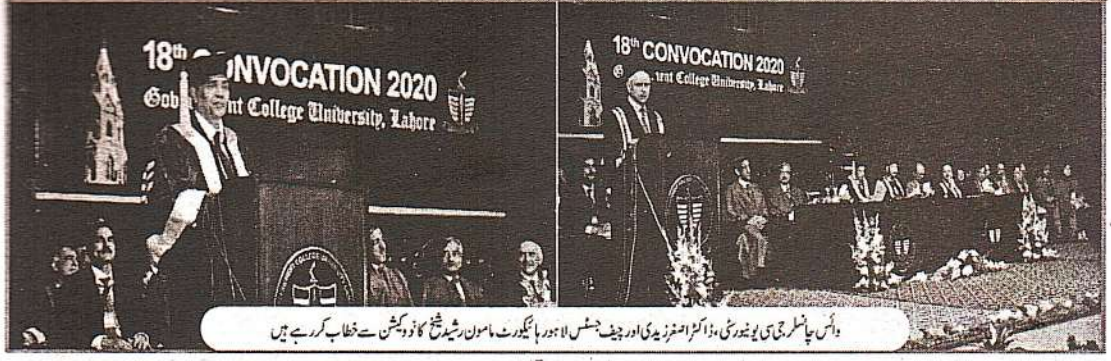 18th CONVOCATION 2020
Government College University, Lahore
18th CONVOCATION 2020
Government College University, Lahore
وائس چانسلر جی سی یونیورسٹی، ڈاکٹر اصغر زیدی اور چیف جسٹس لاہور ہائیکورٹ مامون رشید شیخ کانووکیشن سے خطاب کر رہے ہیں